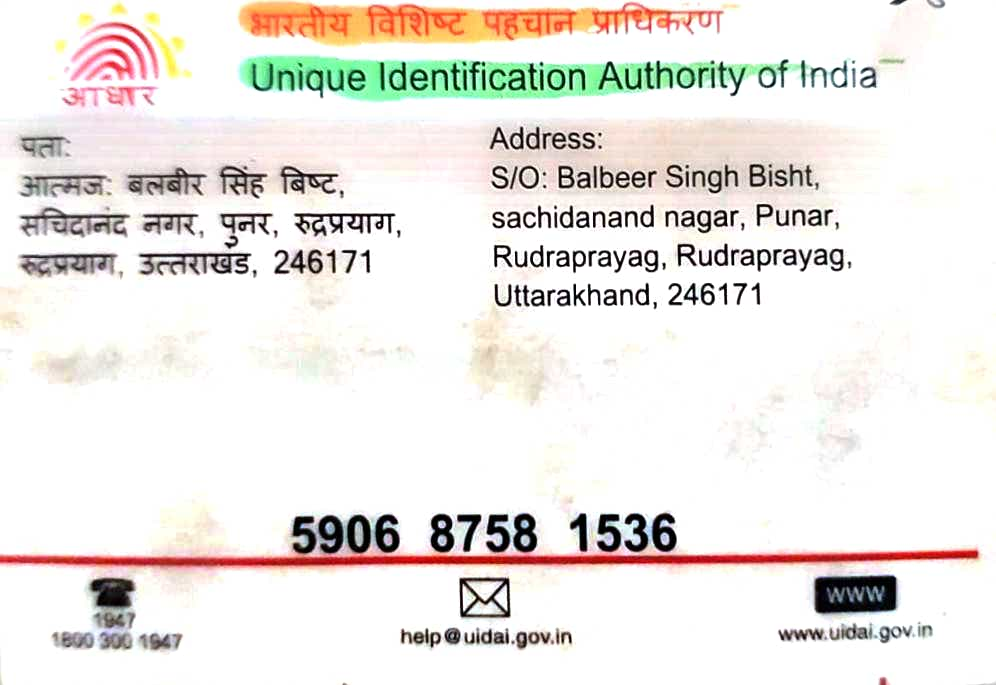 भारतीय विशिष्ट पहचान प्राधिकरण
Unique Identification Authority of India
आधार
पता:
आत्मज: बलबीर सिंह बिष्ट,
सचिदानंद नगर, पुनर, रुद्रप्रयाग,
रुद्रप्रयाग, उत्तराखंड, 246171
Address:
S/O: Balbeer Singh Bisht,
sachidanand nagar, Punar,
Rudraprayag, Rudraprayag,
Uttarakhand, 246171
5906 8758 1536
1947
1800 300 1947
help@uidai.gov.in
www
www.uidai.gov.in